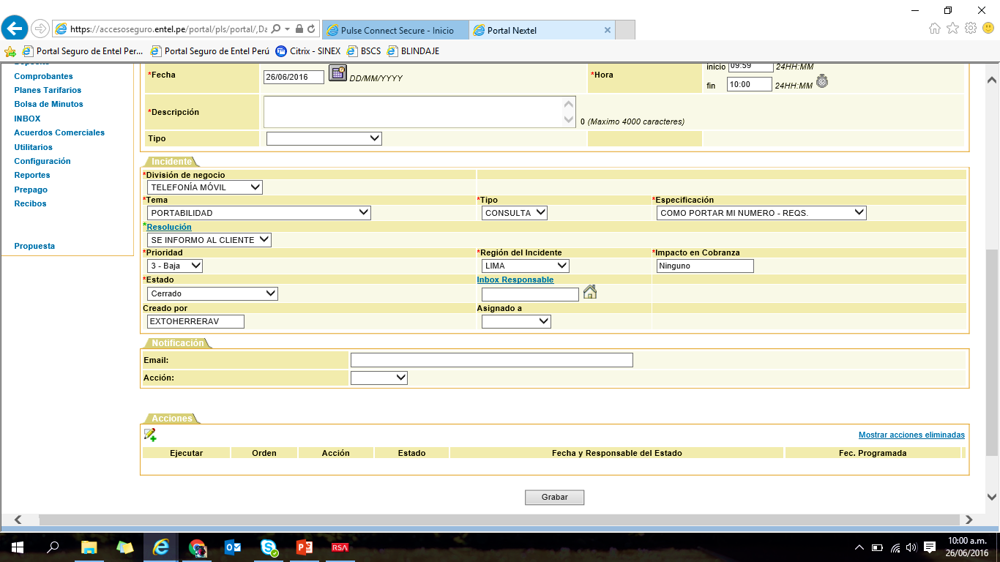 https://accesoseguro.entel.pe/portal/pls/portal/,Da
Pulse Connect Secure - Inicio
Portal Nextel
Portal Seguro de Entel Per...
Portal Seguro de Entel Perú
Citrix - SINEX
BSCS
BLINDAJE
Comprobantes
Planes Tarifarios
Bolsa de Minutos
INBOX
Acuerdos Comerciales
Utilitarios
Configuración
Reportes
Prepago
Recibos
Propuesta
*Fecha
26/06/2016
DD/MM/YYYY
*Hora
inicio 09:59 24HH:MM
fin 10:00 24HH:MM
*Descripción
0 (Maximo 4000 caracteres)
Tipo
Incidente
*División de negocio
TELEFONÍA MÓVIL
*Tema *Tipo *Especificación
PORTABILIDAD CONSULTA COMO PORTAR MI NUMERO - REQS.
*Resolución
SE INFORMO AL CLIENTE
*Prioridad *Región del Incidente *Impacto en Cobranza
3 - Baja LIMA Ninguno
*Estado Inbox Responsable
Cerrado
Creado por Asignado a
EXTOHERRERAV
Notificación
Email:
Acción:
Acciones
Mostrar acciones eliminadas
Ejecutar Orden Acción Estado Fecha y Responsable del Estado Fec. Programada
Grabar
RSA
10:00 a.m.
26/06/2016